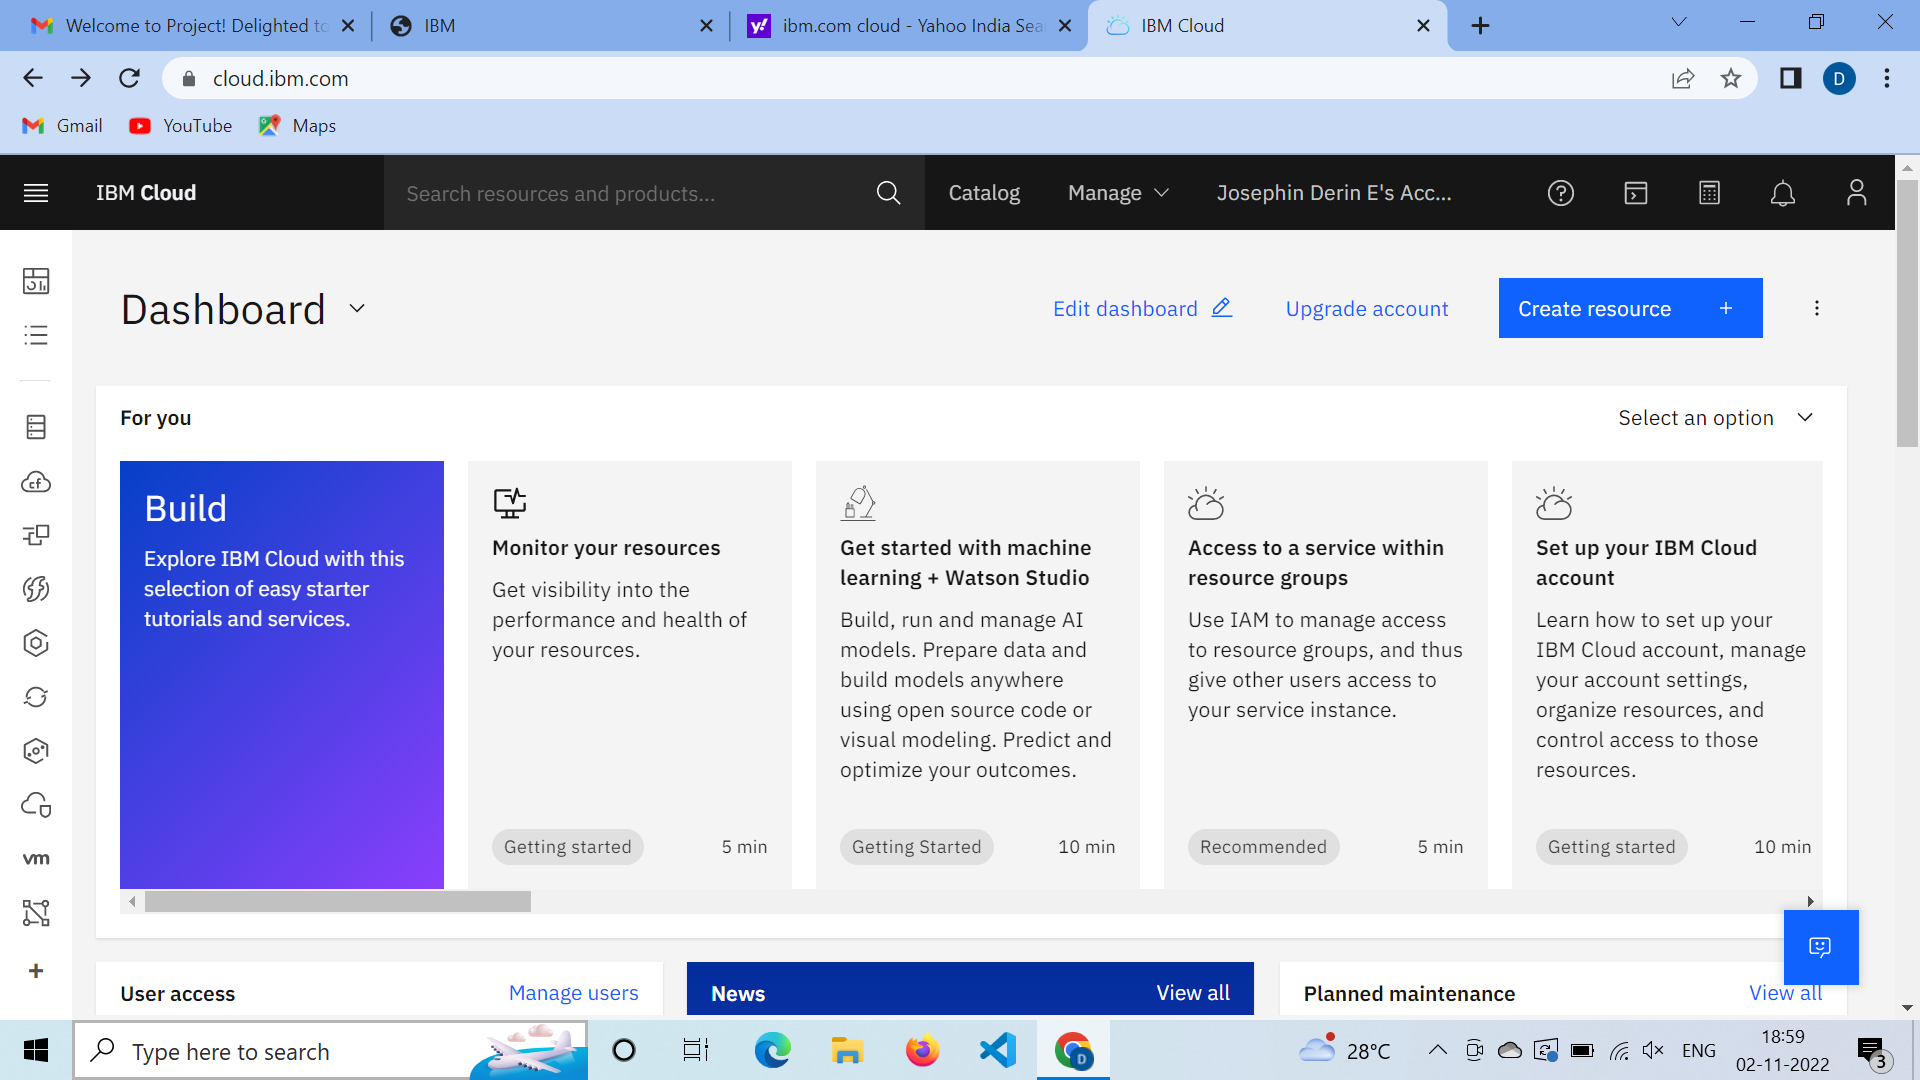 Welcome to Project! Delighted to
IBM
ibm.com cloud - Yahoo India Sea
IBM Cloud
cloud.ibm.com
D
Gmail
YouTube
Maps
IBM Cloud
Search resources and products...
Catalog
Manage
Josephin Derin E's Acc...
Dashboard
Edit dashboard
Upgrade account
Create resource +
For you
Select an option
Build
Explore IBM Cloud with this
selection of easy starter
tutorials and services.
Monitor your resources
Get visibility into the
performance and health of
your resources.
Getting started
5 min
Get started with machine
learning + Watson Studio
Build, run and manage AI
models. Prepare data and
build models anywhere
using open source code or
visual modeling. Predict and
optimize your outcomes.
Getting Started
10 min
Access to a service within
resource groups
Use IAM to manage access
to resource groups, and thus
give other users access to
your service instance.
Recommended
5 min
Set up your IBM Cloud
account
Learn how to set up your
IBM Cloud account, manage
your account settings,
organize resources, and
control access to those
resources.
Getting started
10 min
cf
vm
User access
Manage users
News
View all
Planned maintenance
View all
Type here to search
D
28°C
ENG
18:59
02-11-2022
3